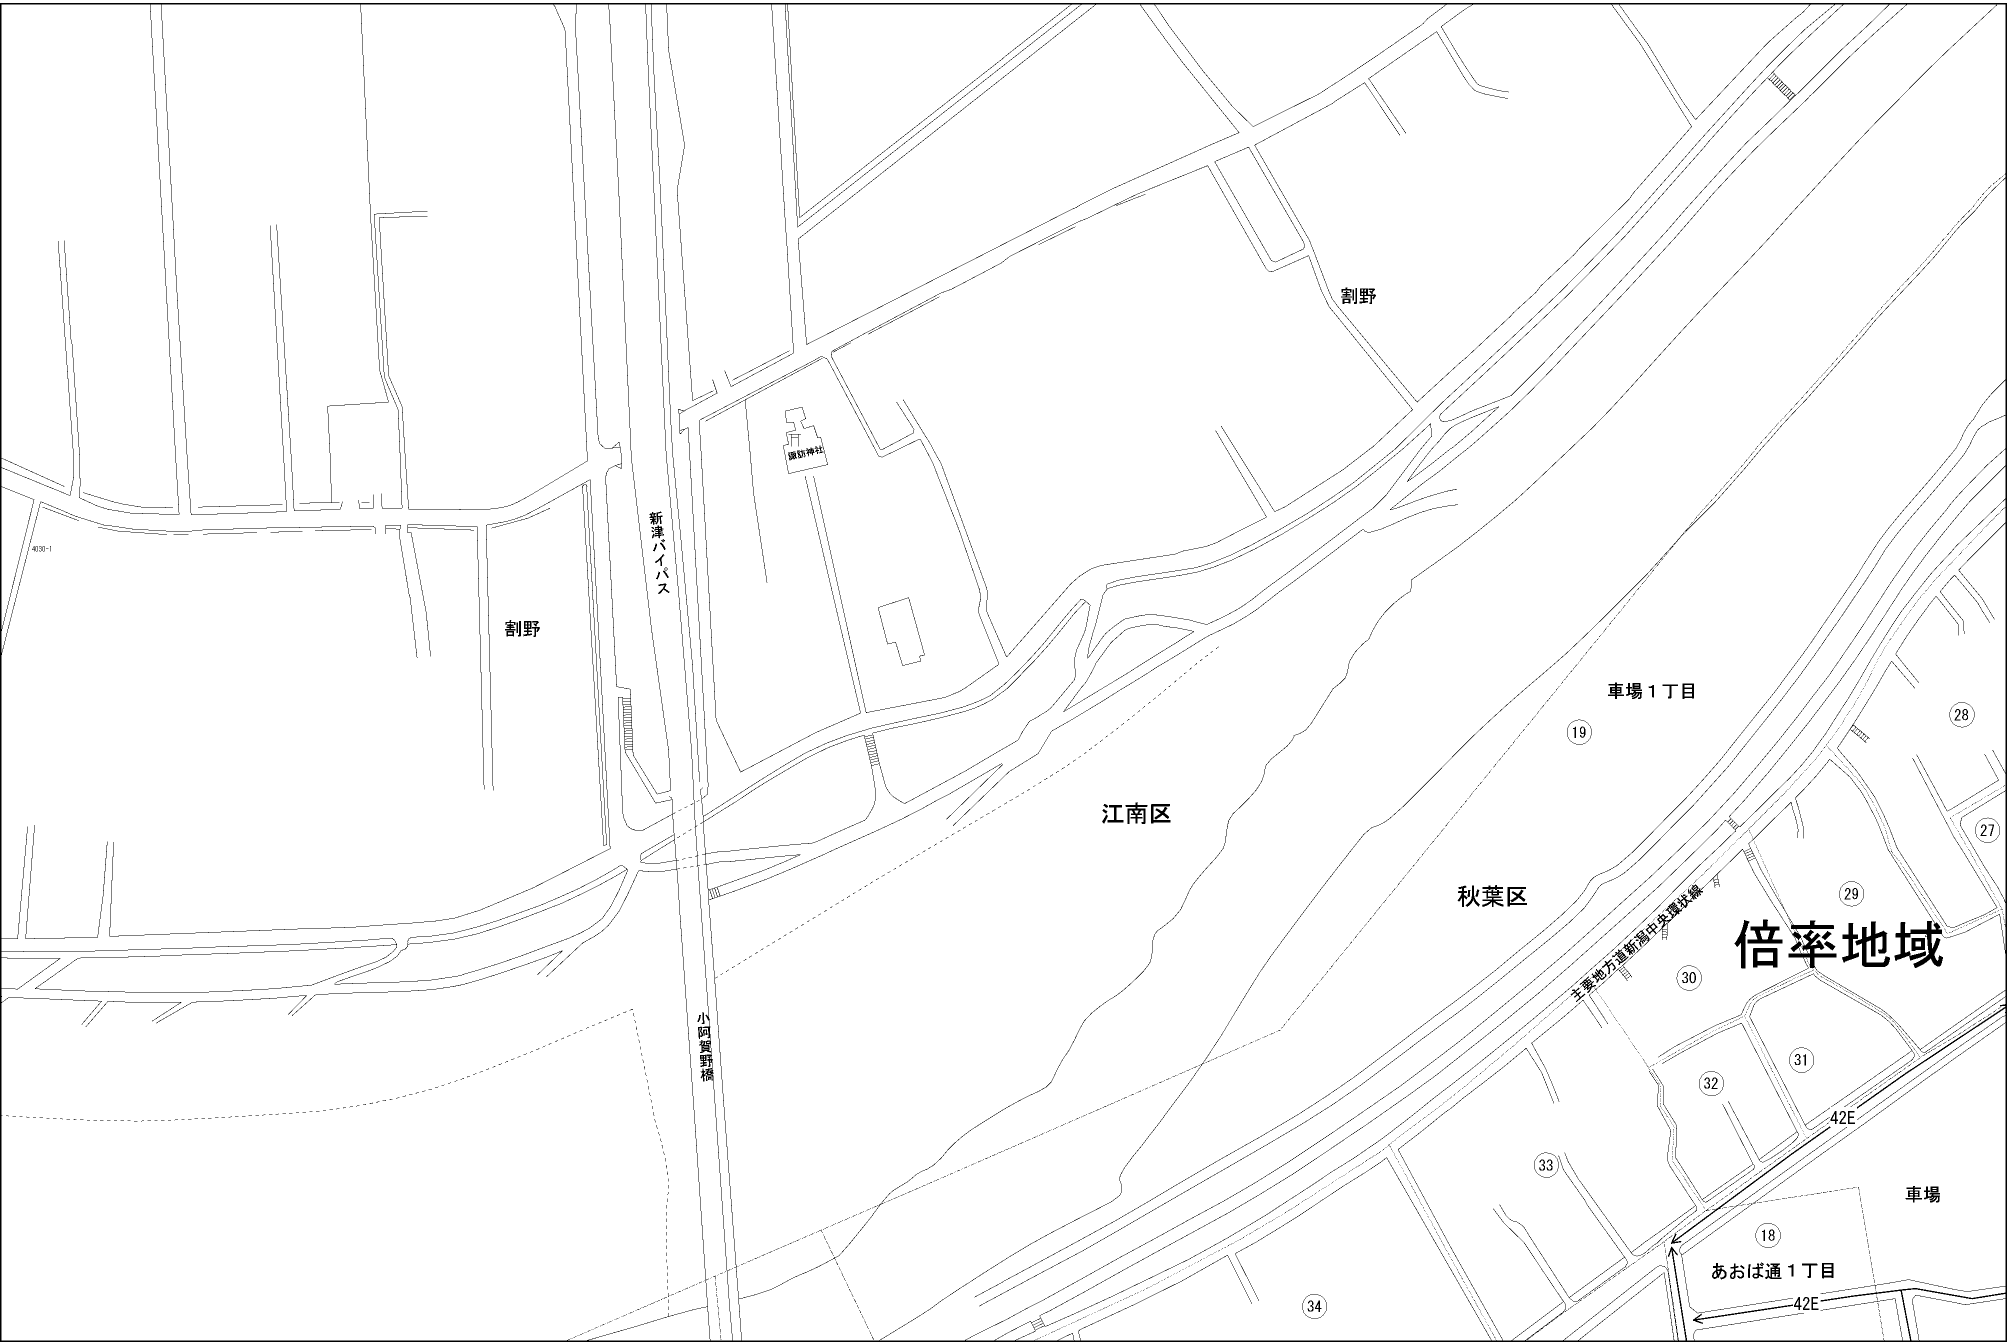 割野
諏訪神社
新津バイパス
4030-1
割野
車場1丁目
28
19
江南区
27
秋葉区
29
倍率地域
主要地方道新潟中央環状線
30
小阿賀野橋
31
32
42E
33
車場
18
あおば通1丁目
42E
34